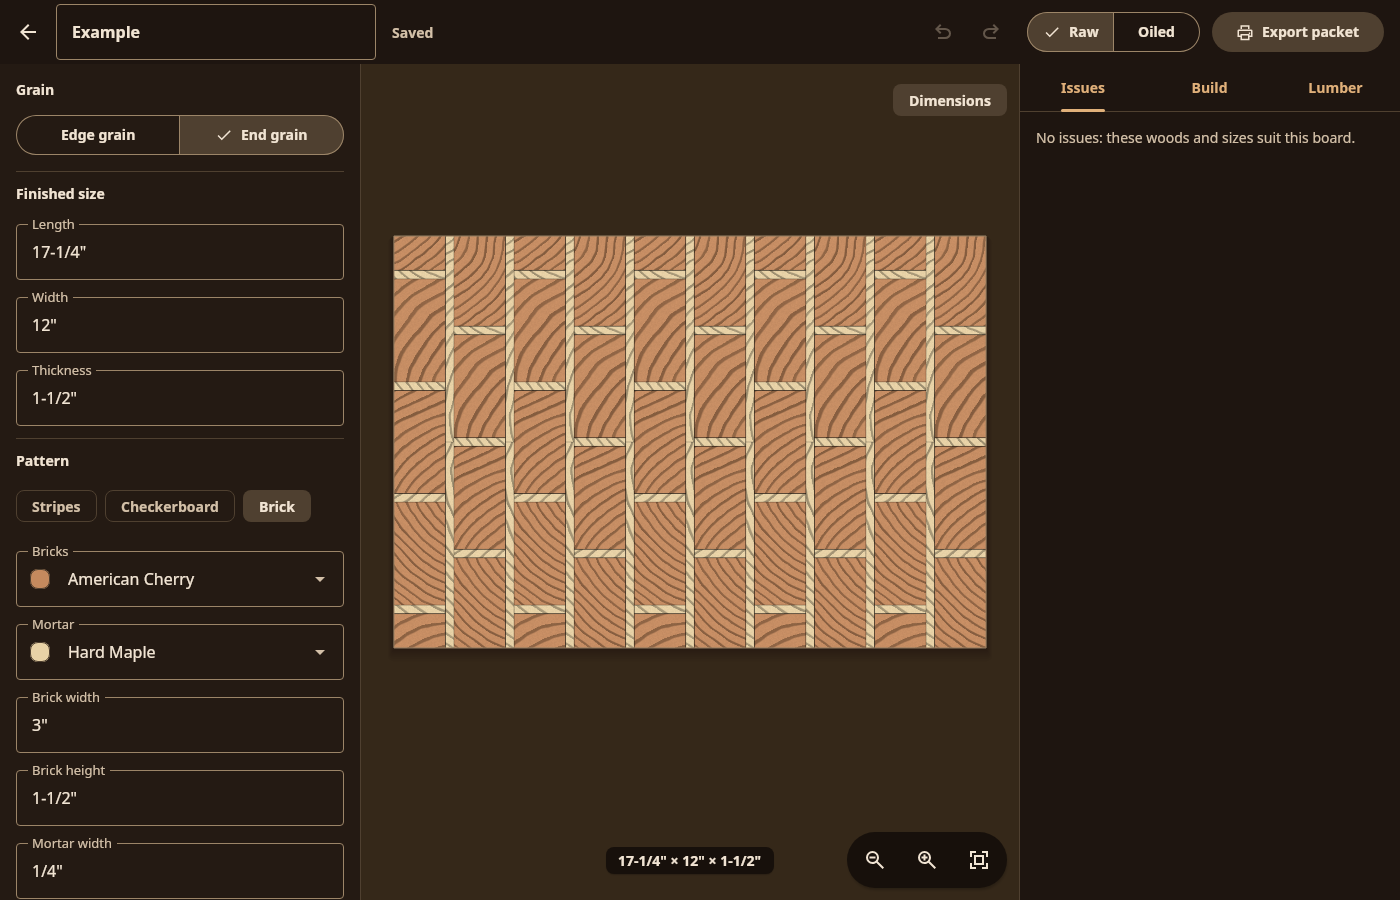 Example
Saved
Raw
Oiled
Export packet
Grain
Edge grain
End grain
Finished size
Length
17-1/4"
Width
12"
Thickness
1-1/2"
Pattern
Stripes
Checkerboard
Brick
Bricks
American Cherry
Mortar
Hard Maple
Brick width
3"
Brick height
1-1/2"
Mortar width
1/4"
Dimensions
17-1/4" × 12" × 1-1/2"
Issues
Build
Lumber
No issues: these woods and sizes suit this board.